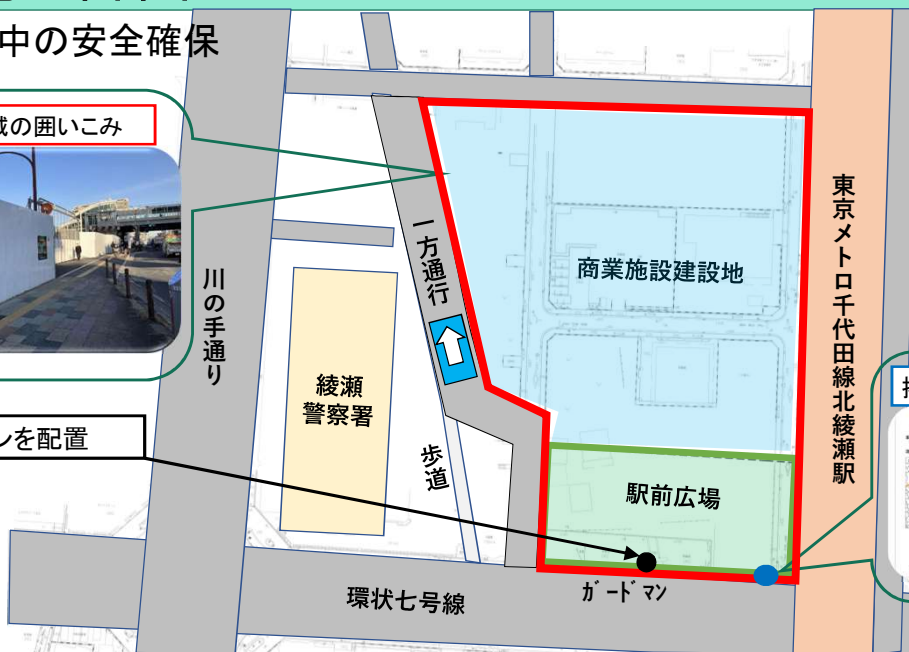 中の安全確保
域の囲いこみ
一方通行
川の手通り
商業施設建設地
東京メトロ千代田線北綾瀬駅
綾瀬
警察署
ンを配置
歩道
駅前広場
ｶﾞｰﾄﾞﾏﾝ
環状七号線